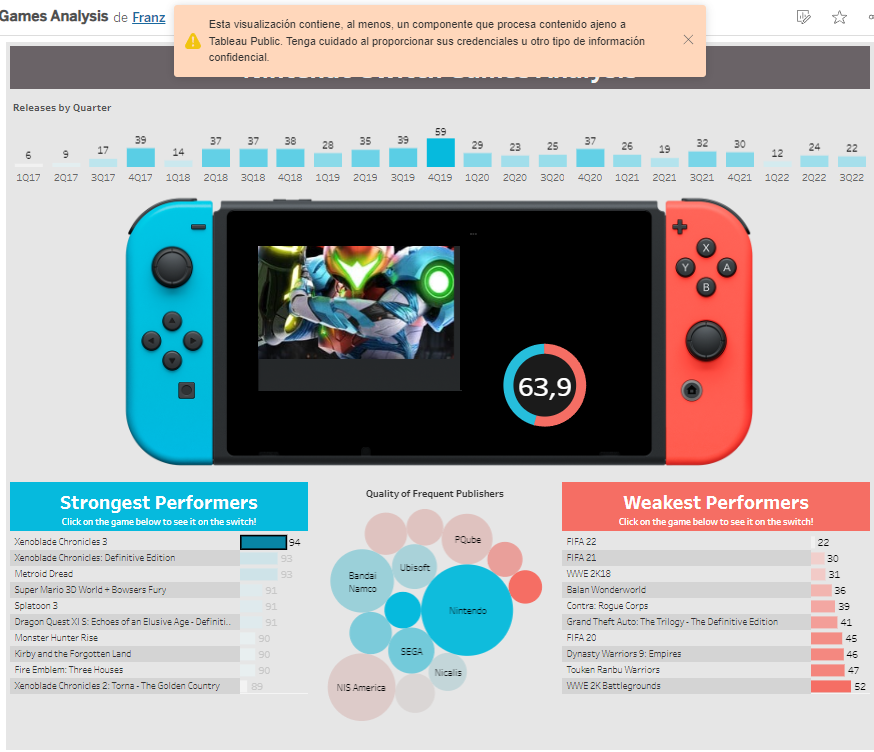 Games Analysis de Franz
Esta visualización contiene, al menos, un componente que procesa contenido ajeno a
Tableau Public. Tenga cuidado al proporcionar sus credenciales u otro tipo de información
confidencial.
Releases by Quarter
6 9 17 39 14 37 37 38 28 35 39 59 29 23 25 37 26 19 32 30 12 24 22
1Q17 2Q17 3Q17 4Q17 1Q18 2Q18 3Q18 4Q18 1Q19 2Q19 3Q19 4Q19 1Q20 2Q20 3Q20 4Q20 1Q21 2Q21 3Q21 4Q21 1Q22 2Q22 3Q22
X
Y A
B
63,9
Strongest Performers
Click on the game below to see it on the switch!
Xenoblade Chronicles 3 94
Xenoblade Chronicles: Definitive Edition 93
Metroid Dread 93
Super Mario 3D World + Bowsers Fury 91
Splatoon 3 91
Dragon Quest XI S: Echoes of an Elusive Age - Definiti.. 91
Monster Hunter Rise 90
Kirby and the Forgotten Land 90
Fire Emblem: Three Houses 90
Xenoblade Chronicles 2: Torna - The Golden Country 89
Quality of Frequent Publishers
PQube
Ubisoft
Bandai
Namco
Nintendo
SEGA
Nicalis
NIS America
Weakest Performers
Click on the game below to see it on the switch!
FIFA 22 22
FIFA 21 30
WWE 2K18 31
Balan Wonderworld 36
Contra: Rogue Corps 39
Grand Theft Auto: The Trilogy - The Definitive Edition 41
FIFA 20 45
Dynasty Warriors 9: Empires 46
Touken Ranbu Warriors 47
WWE 2K Battlegrounds 52